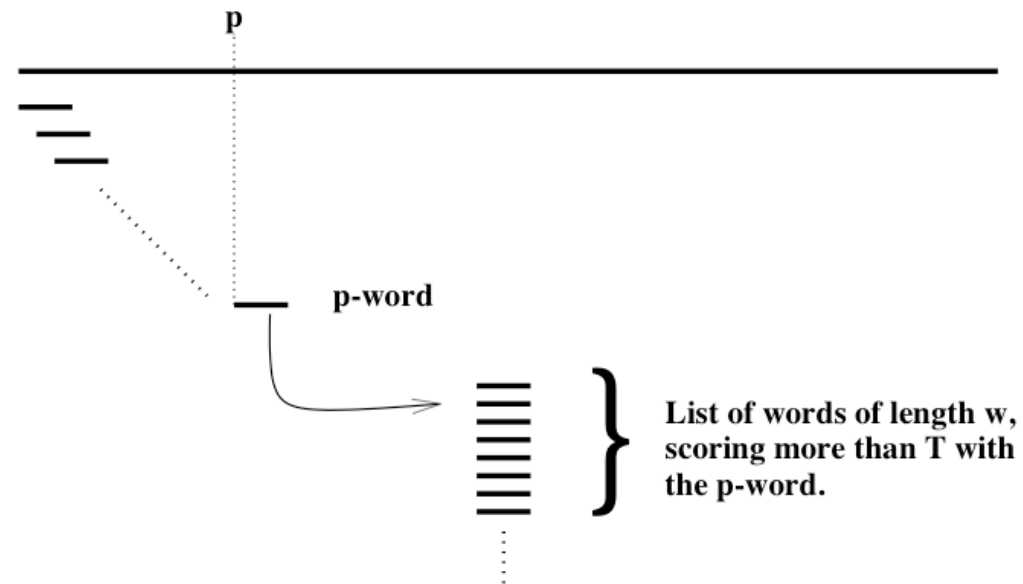 p
p-word
List of words of length w,
scoring more than T with
the p-word.